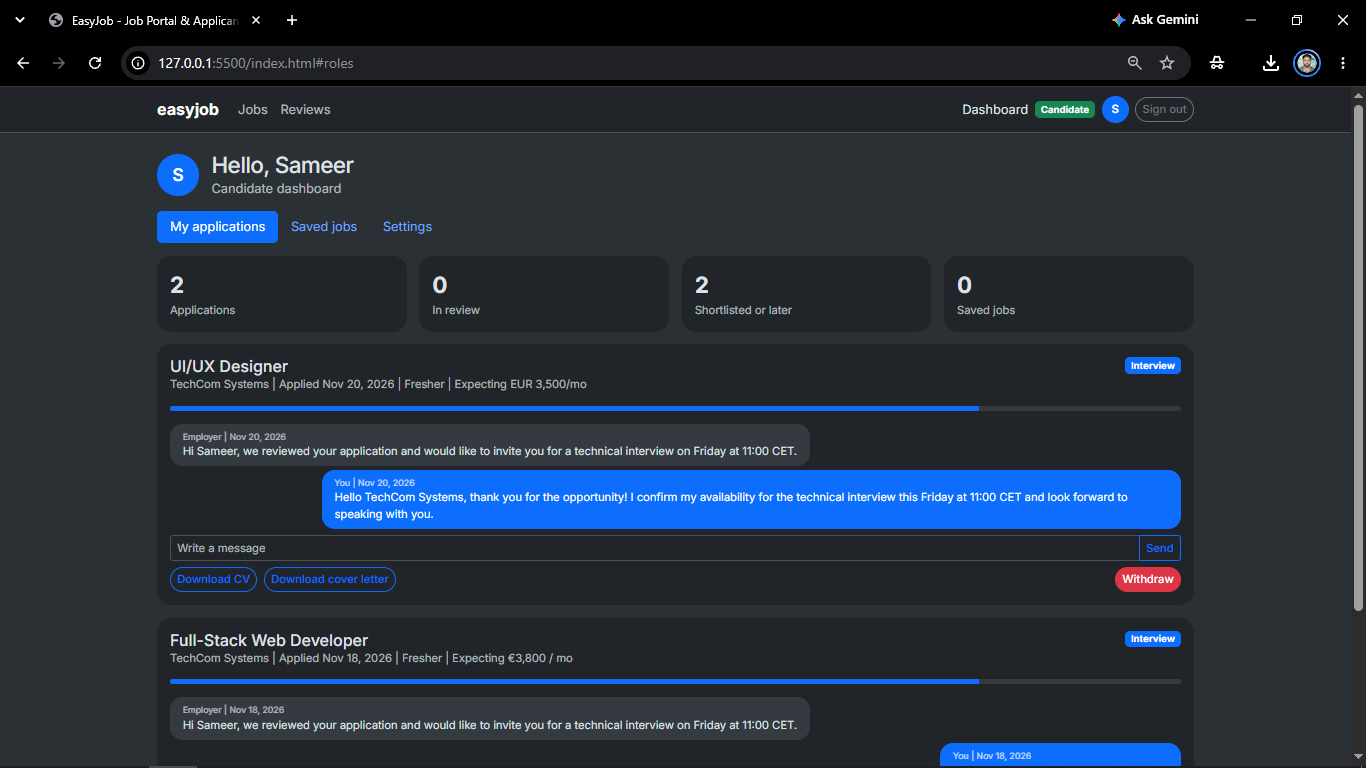 EasyJob - Job Portal & Applican
Ask Gemini
127.0.0.1:5500/index.html#roles
easyjob Jobs Reviews Dashboard Candidate S Sign out
S
Hello, Sameer
Candidate dashboard
My applications Saved jobs Settings
2
Applications
0
In review
2
Shortlisted or later
0
Saved jobs
UI/UX Designer
Interview
TechCom Systems | Applied Nov 20, 2026 | Fresher | Expecting EUR 3,500/mo
Employer | Nov 20, 2026
Hi Sameer, we reviewed your application and would like to invite you for a technical interview on Friday at 11:00 CET.
You | Nov 20, 2026
Hello TechCom Systems, thank you for the opportunity! I confirm my availability for the technical interview this Friday at 11:00 CET and look forward to
speaking with you.
Write a message Send
Download CV Download cover letter Withdraw
Full-Stack Web Developer
Interview
TechCom Systems | Applied Nov 18, 2026 | Fresher | Expecting €3,800 / mo
Employer | Nov 18, 2026
Hi Sameer, we reviewed your application and would like to invite you for a technical interview on Friday at 11:00 CET.
You | Nov 18, 2026